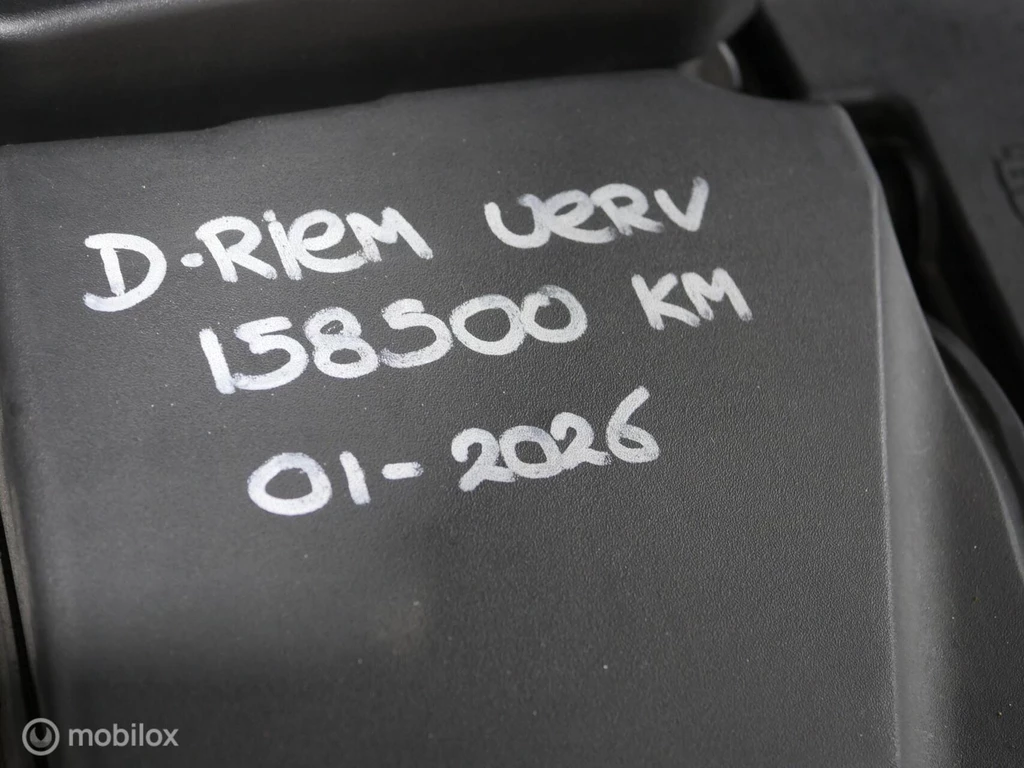 D-RIEM VERV
158500 KM
01-2026
mobilox